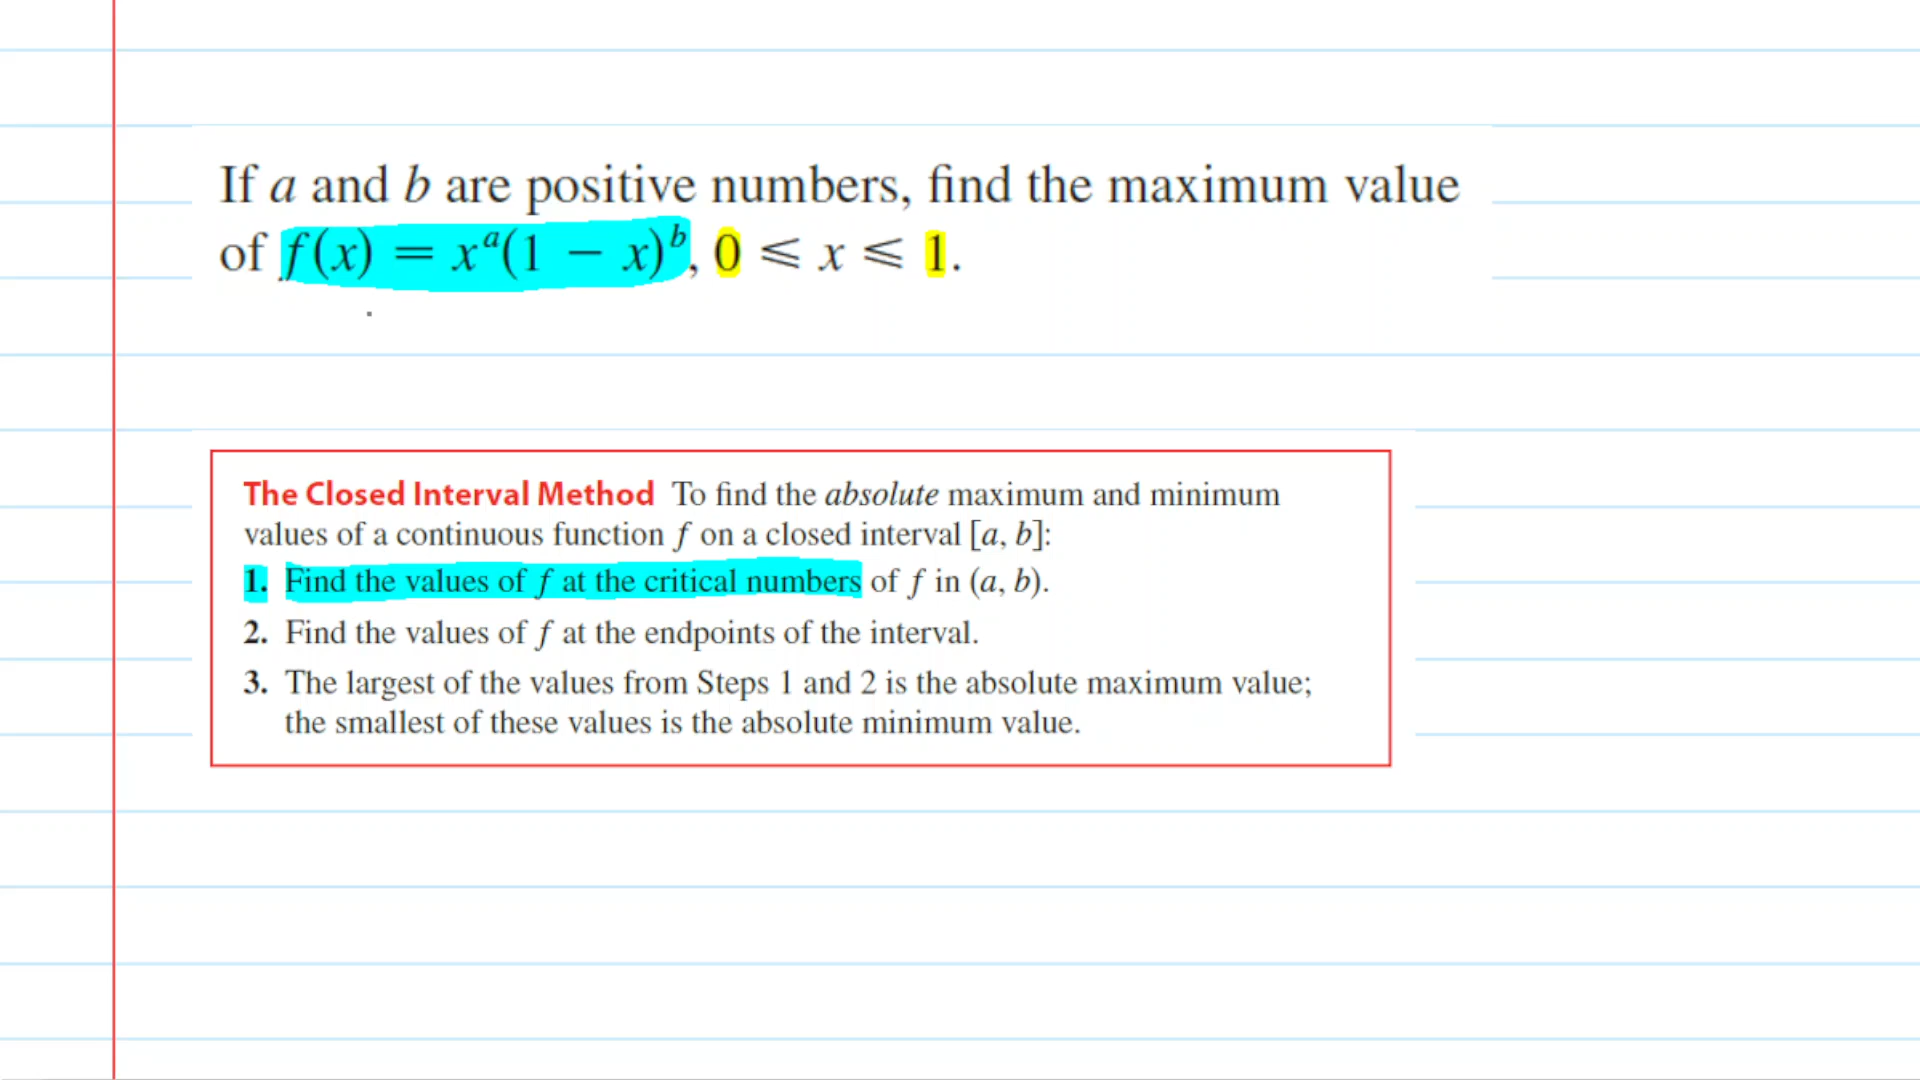 If a and b are positive numbers, find the maximum value
of f(x) = xᵃ(1 − x)ᵇ, 0 ⩽ x ⩽ 1.
The Closed Interval Method To find the absolute maximum and minimum
values of a continuous function f on a closed interval [a, b]:
1. Find the values of f at the critical numbers of f in (a, b).
2. Find the values of f at the endpoints of the interval.
3. The largest of the values from Steps 1 and 2 is the absolute maximum value;
the smallest of these values is the absolute minimum value.